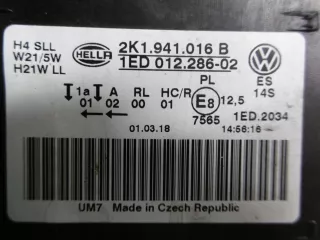 H4 SLL
W21/5W
H21W LL
HELLA
2K1.941.016 B
1ED 012.286-02
PL
ES
14S
1a A RL HC/R
01 02 00 01
E8 12,5
7565 1ED.2034
01.03.18 14:56:16
UM7 Made in Czech Republic